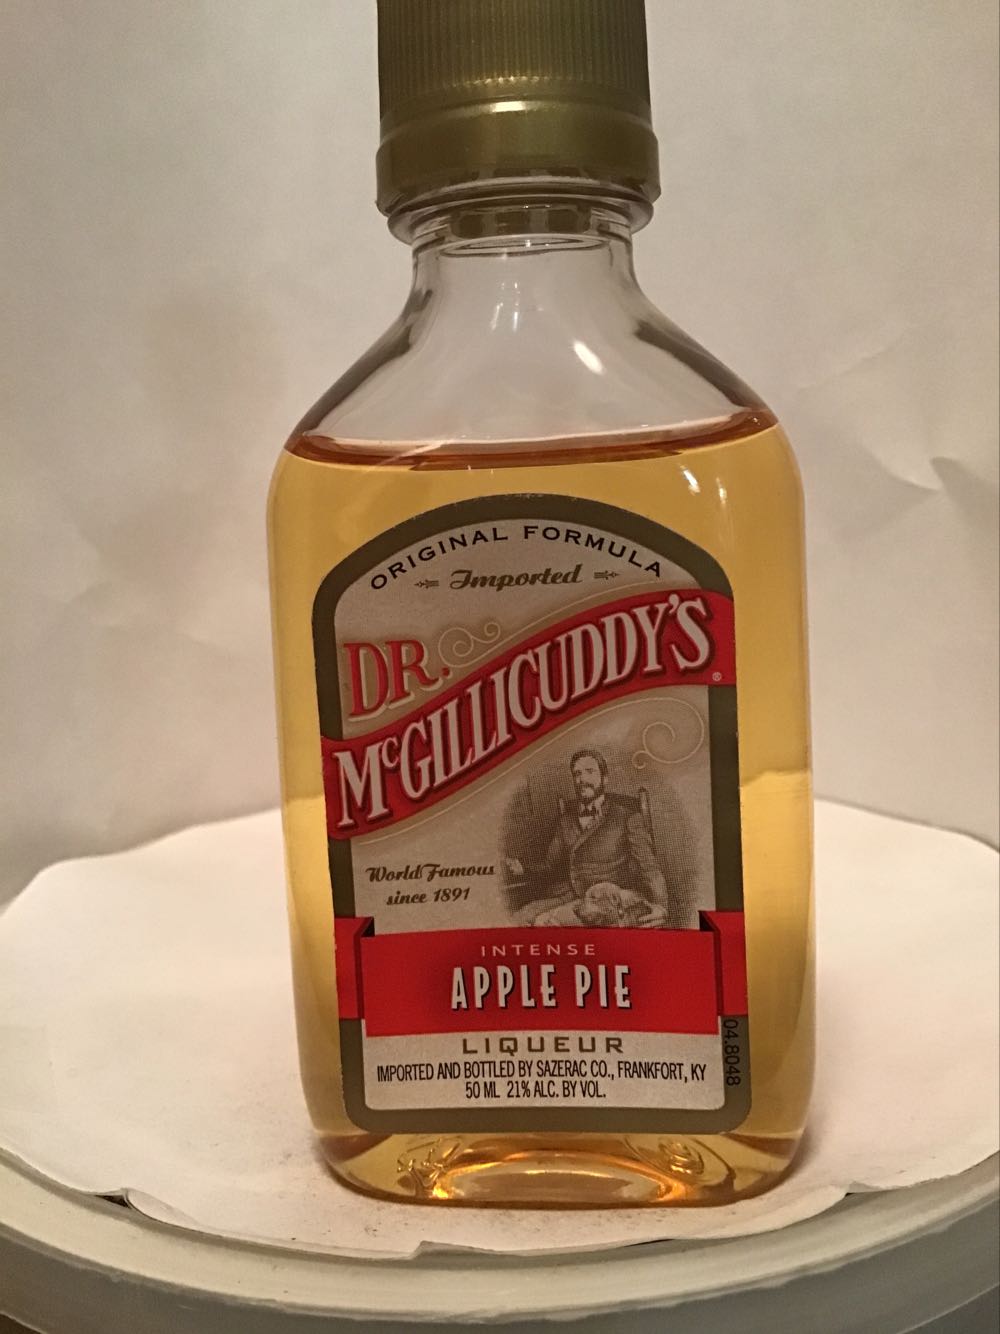 ORIGINAL FORMULA
Imported
DR.
McGILLICUDDY'S®
World Famous
since 1891
INTENSE
APPLE PIE
LIQUEUR
IMPORTED AND BOTTLED BY SAZERAC CO., FRANKFORT, KY
50 ML 21% ALC. BY VOL.
04.8048